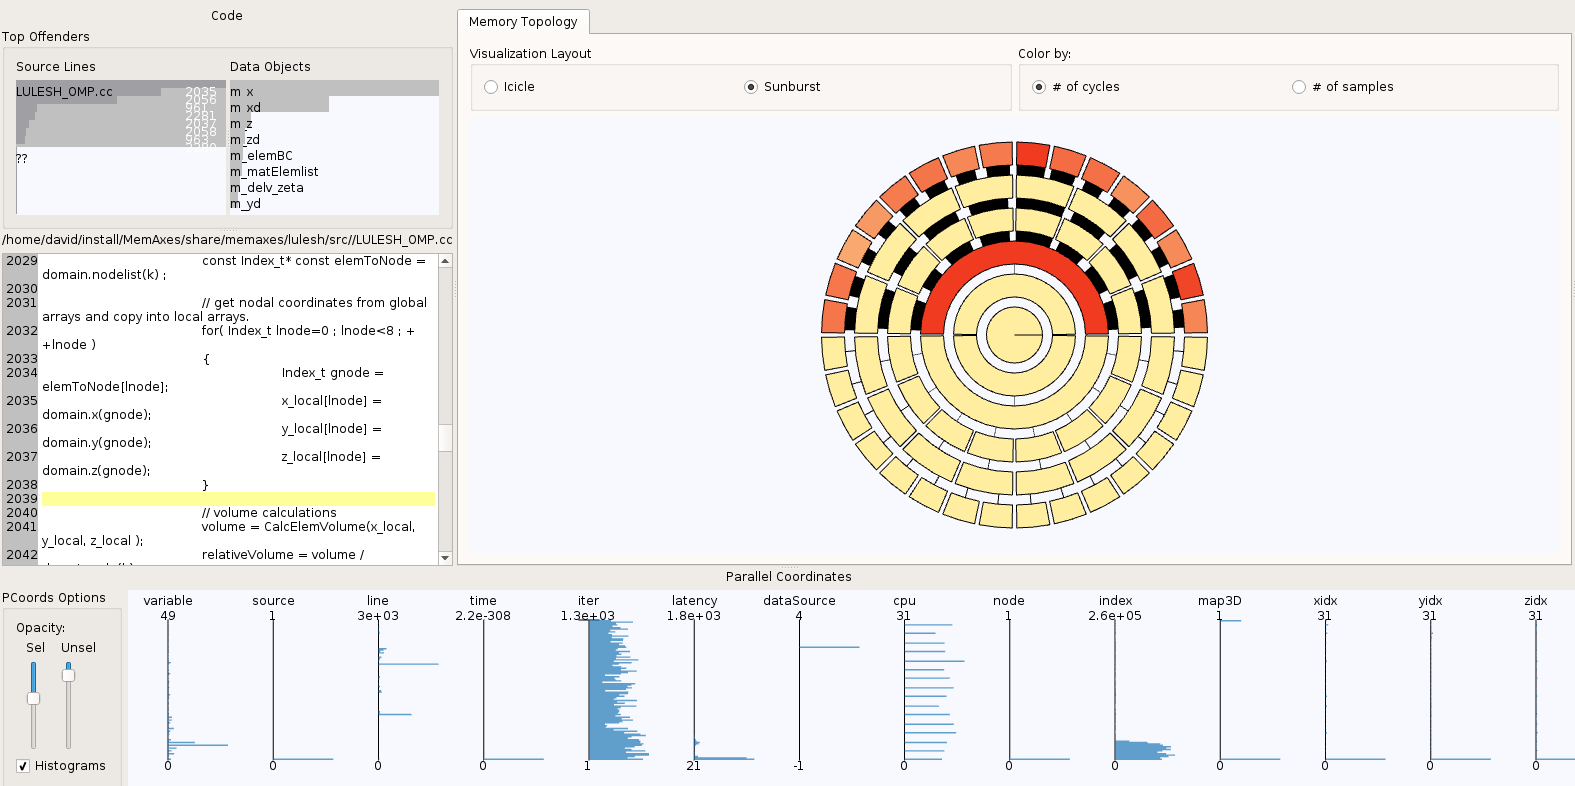 Code
Top Offenders
Source Lines
Data Objects
LULESH_OMP.cc
2035
2056
961
2281
2037
2058
963
??
m_x
m_xd
m_z
m_zd
m_elemBC
m_matElemlist
m_delv_zeta
m_yd
/home/david/install/MemAxes/share/memaxes/lulesh/src//LULESH_OMP.cc
2029 const Index_t* const elemToNode =
domain.nodelist(k) ;
2030
2031 // get nodal coordinates from global
arrays and copy into local arrays.
2032 for( Index_t lnode=0 ; lnode<8 ; +
+lnode )
2033 {
2034 Index_t gnode =
elemToNode[lnode];
2035 x_local[lnode] =
domain.x(gnode);
2036 y_local[lnode] =
domain.y(gnode);
2037 z_local[lnode] =
domain.z(gnode);
2038 }
2039
2040 // volume calculations
2041 volume = CalcElemVolume(x_local,
y_local, z_local );
2042 relativeVolume = volume /
Memory Topology
Visualization Layout
Icicle
Sunburst
Color by:
# of cycles
# of samples
Parallel Coordinates
PCoords Options
Opacity:
Sel Unsel
Histograms
variable source line time iter latency dataSource cpu node index map3D xidx yidx zidx
49 1 3e+03 2.2e-308 1.3e+03 1.8e+03 4 31 1 2.6e+05 1 31 31 31
0 0 0 0 1 21 -1 0 0 0 0 0 0 0